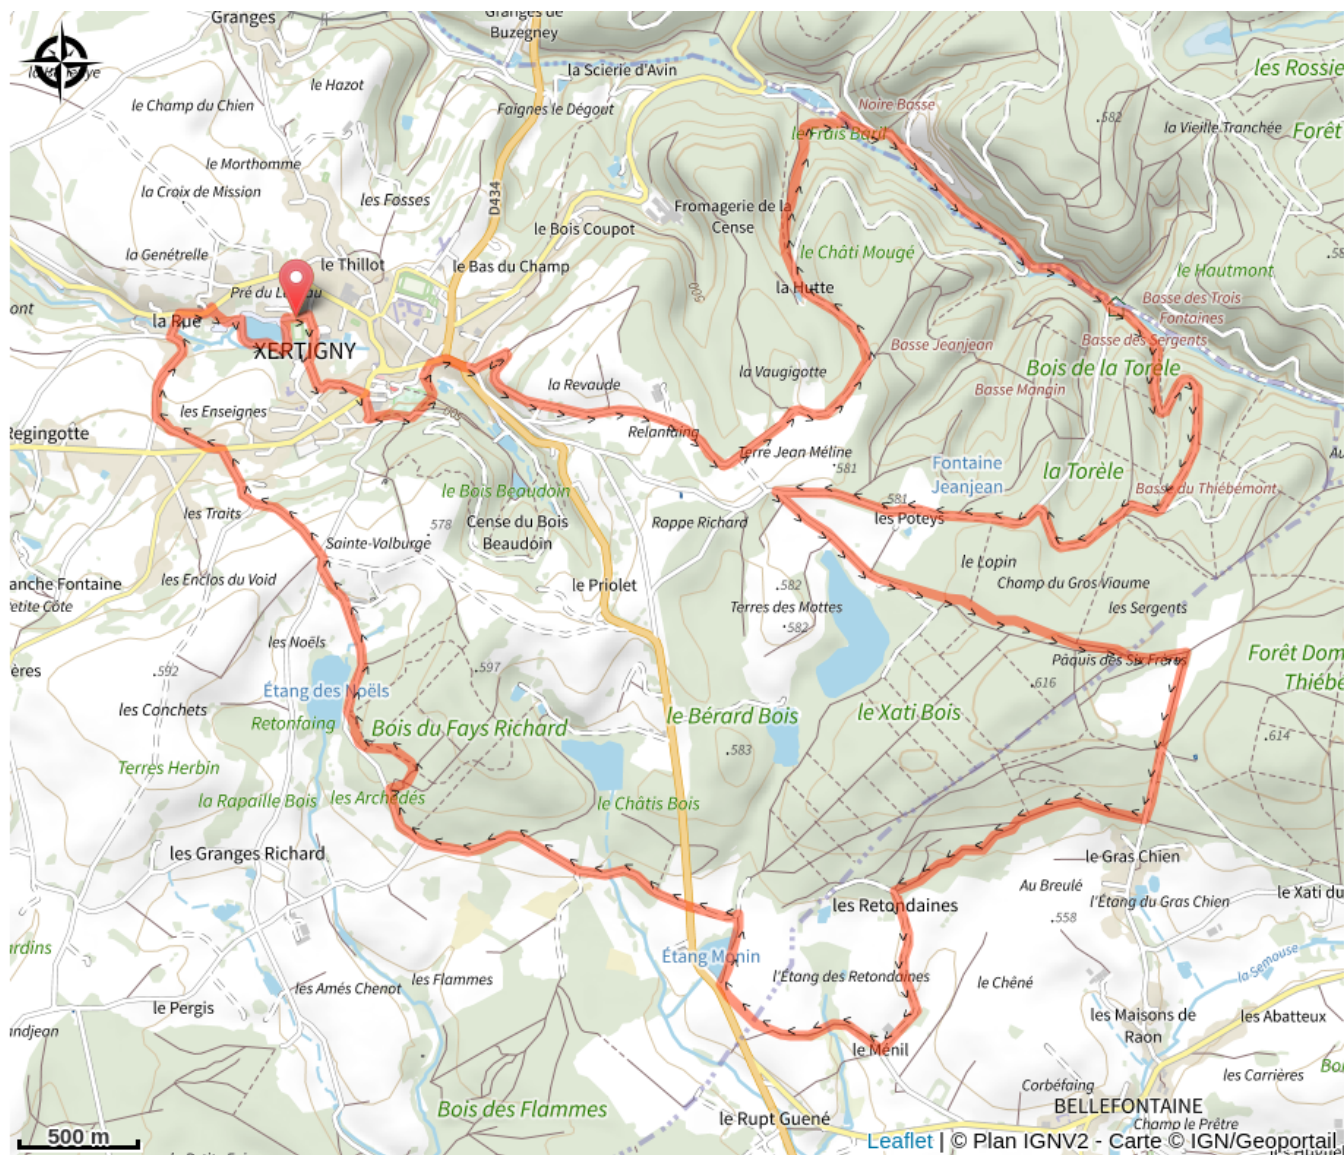 Granges
Granges de
Buzegney
la Scierie d'Avin
les Rossie
le Hazot
le Champ du Chien
Faignes le Dégout
Noire Basse
.582
la Vieille Tranchée
Forêt
le Frais Baril
le Morthomme
la Croix de Mission
les Fosses
D434
Fromagerie de la
Cense
le Bois Coupot
la Genétrelle
le Thillot
le Bas du Champ
le Châti Mougé
le Hautmont
ont
la Rue
la Hutte
Basse des Trois
Fontaines
500
XERTIGNY
Basse Jeanjean
Basse des Sergents
Bois de la Torèle
la Vaugigotte
la Revaude
Basse Mangin
les Enseignes
500
Regingotte
Relanfaing
Terre Jean Méline
.581
Fontaine
Jeanjean
la Torèle
Basse du Thiébémont
le Bois Beaudoin
.581
les Traits
.578
Cense du Bois
Beaudoin
Rappe Richard
les Poteys
Sainte-Valburge
le Lopin
anche Fontaine
les Enclos du Void
le Priolet
.582
Champ du Gros Viaume
etite Côte
Terres des Mottes
.582
les Sergents
les Noëls
Forêt Dom
Thiébé
ères
.592
.597
Pâquis des Six Frères
.616
Étang des Noëls
les Conchets
Retonfaing
Bois du Fays Richard
le Bérard Bois
le Xati Bois
.614
.583
Terres Herbin
la Rapaille Bois
les Archedés
le Châtis Bois
les Granges Richard
le Gras Chien
Au Breulé
l'Étang du Gras Chien
le Xati du
les Retondaines
.558
ardins
Étang Monin
l'Étang des Retondaines
le Chêné
la Semouse
les Flammes
les Amés Chenot
le Pergis
les Maisons de
Raon
les Abatteux
andjean
le Ménil
Corbéfaing
les Carrières
BELLEFONTAINE
Bois des Flammes
le Rupt Guené
Champ le Prêtre
500 m
Leaflet | © Plan IGNV2 - Carte © IGN/Geoportail